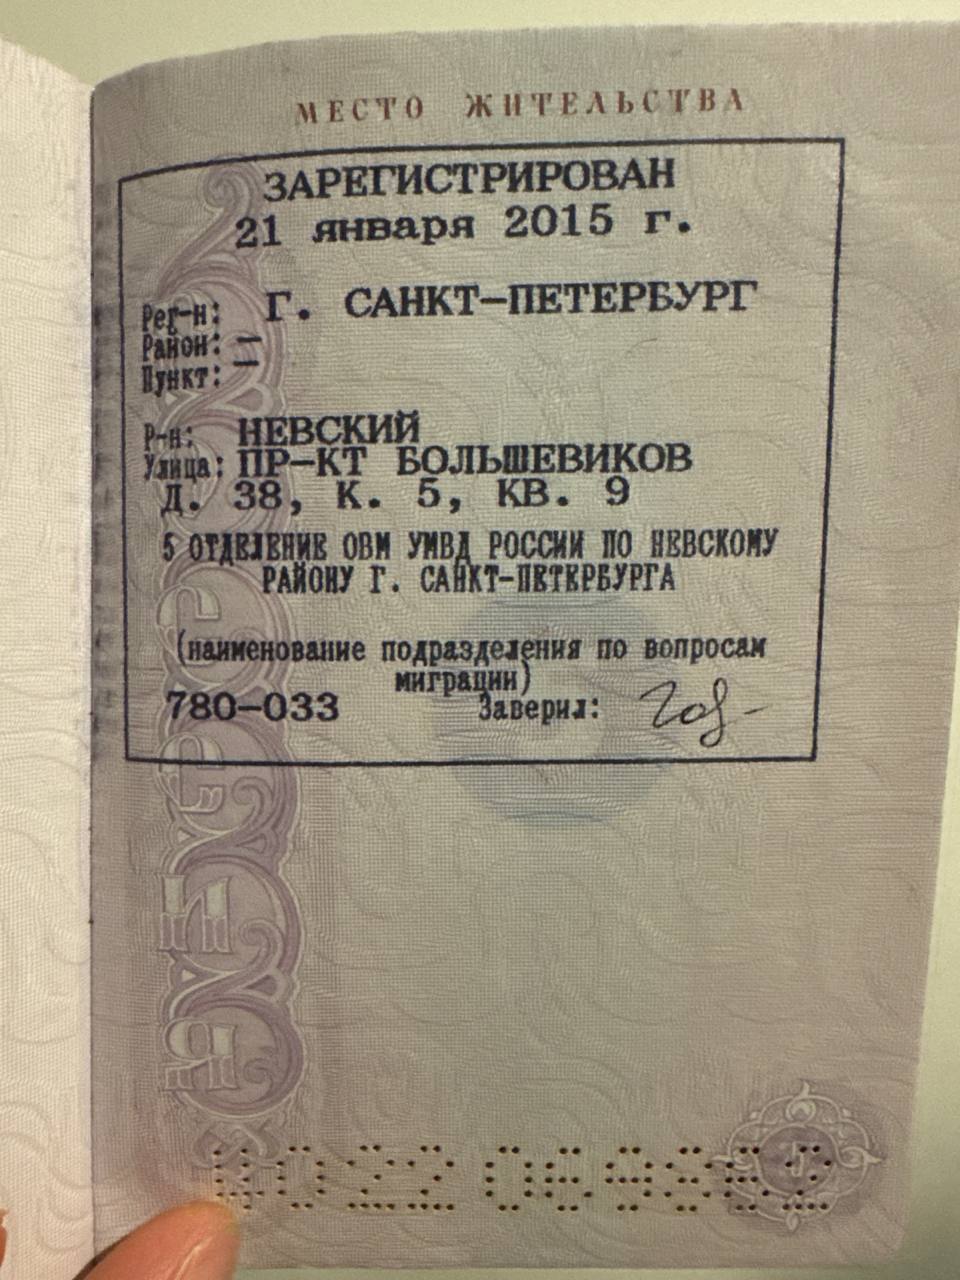 МЕСТО ЖИТЕЛЬСТВА
ЗАРЕГИСТРИРОВАН
21 января 2015 г.
Рег-н: Г. САНКТ-ПЕТЕРБУРГ
Район: —
Пункт: —
Р-н: НЕВСКИЙ
Улица: ПР-КТ БОЛЬШЕВИКОВ
Д. 38, К. 5, КВ. 9
5 ОТДЕЛЕНИЕ ОВМ УМВД РОССИИ ПО НЕВСКОМУ
РАЙОНУ Г. САНКТ-ПЕТЕРБУРГА
(наименование подразделения по вопросам
миграции)
780-033 Заверил: